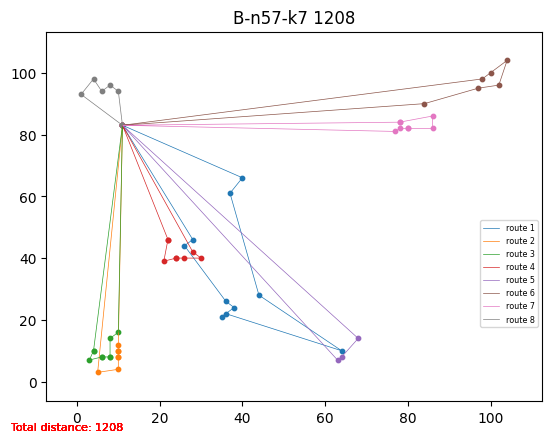 B-n57-k7 1208
100
80
60
40
20
0
0
20
40
60
80
100
route 1
route 2
route 3
route 4
route 5
route 6
route 7
route 8
Total distance: 1208